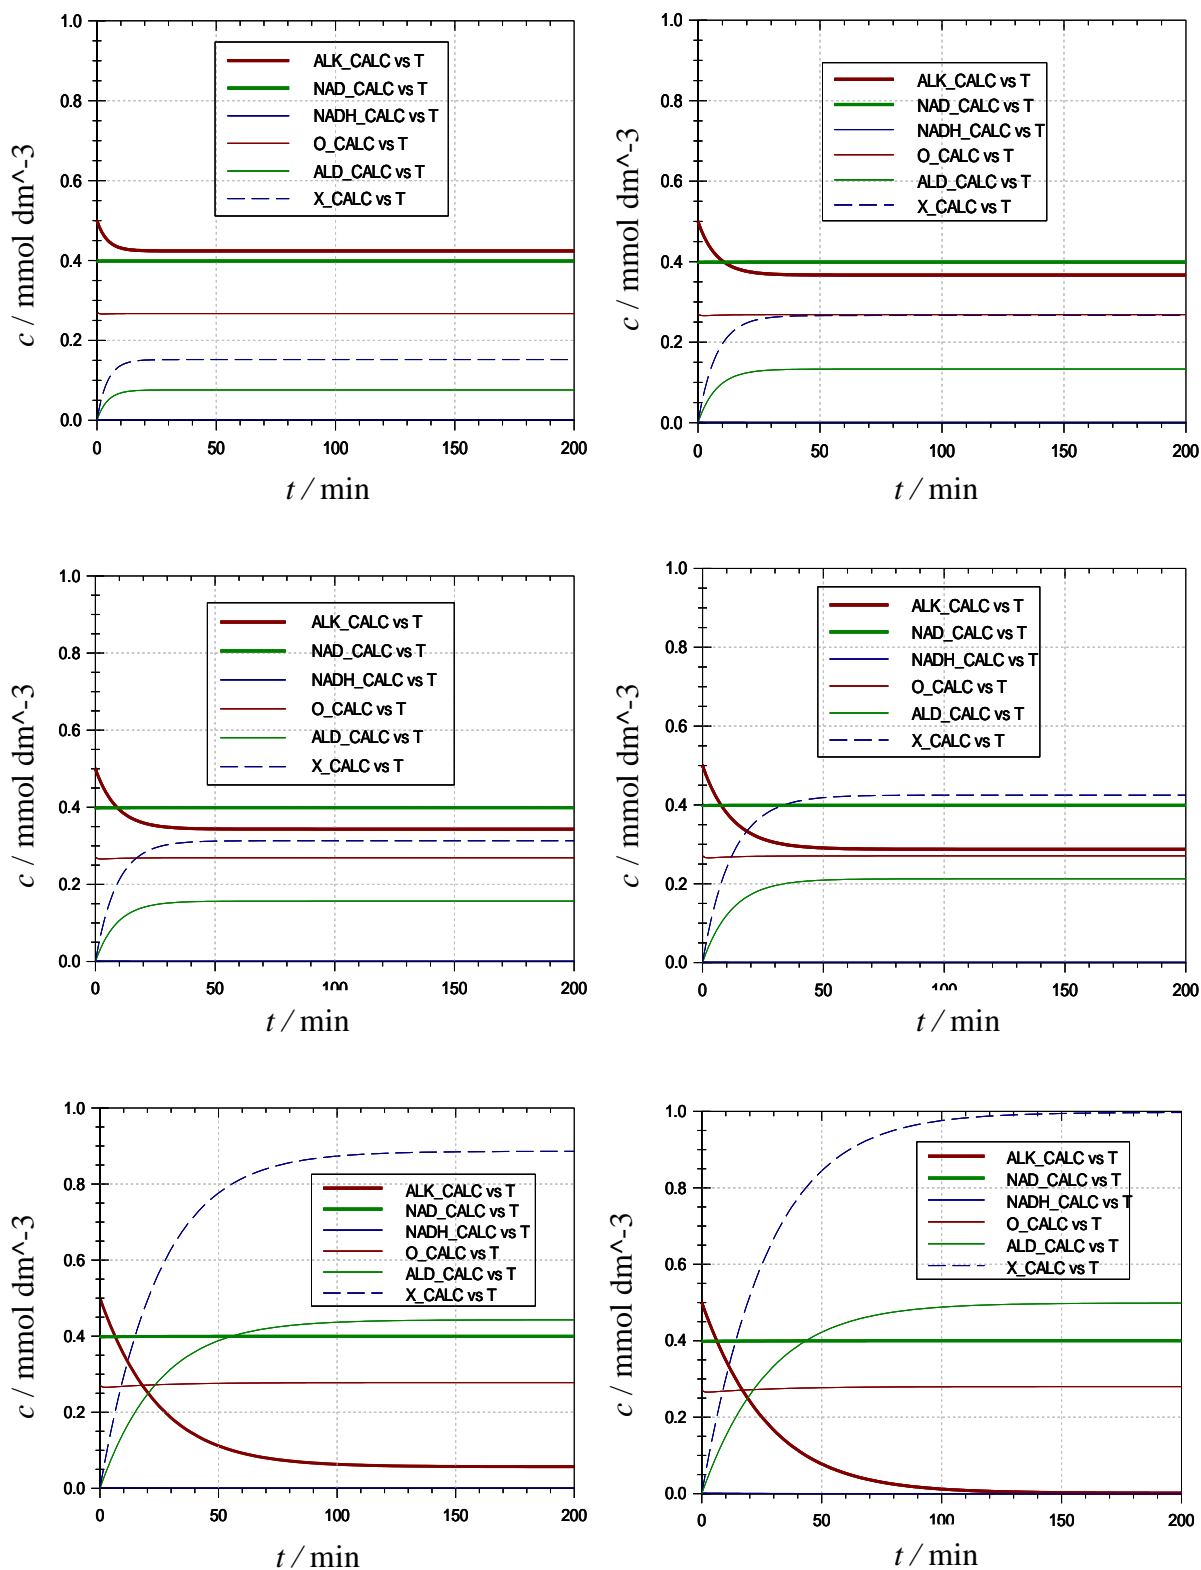 1.0
0.8
0.6
0.4
0.2
0.0
c / mmol dm^-3
ALK_CALC vs T
NAD_CALC vs T
NADH_CALC vs T
O_CALC vs T
ALD_CALC vs T
X_CALC vs T
0 50 100 150 200
t / min
1.0
0.8
0.6
0.4
0.2
0.0
c / mmol dm^-3
ALK_CALC vs T
NAD_CALC vs T
NADH_CALC vs T
O_CALC vs T
ALD_CALC vs T
X_CALC vs T
0 50 100 150 200
t / min
1.0
0.8
0.6
0.4
0.2
0.0
c / mmol dm^-3
ALK_CALC vs T
NAD_CALC vs T
NADH_CALC vs T
O_CALC vs T
ALD_CALC vs T
X_CALC vs T
0 50 100 150 200
t / min
1.0
0.8
0.6
0.4
0.2
0.0
c / mmol dm^-3
ALK_CALC vs T
NAD_CALC vs T
NADH_CALC vs T
O_CALC vs T
ALD_CALC vs T
X_CALC vs T
0 50 100 150 200
t / min
1.0
0.8
0.6
0.4
0.2
0.0
c / mmol dm^-3
ALK_CALC vs T
NAD_CALC vs T
NADH_CALC vs T
O_CALC vs T
ALD_CALC vs T
X_CALC vs T
0 50 100 150 200
t / min
1.0
0.8
0.6
0.4
0.2
0.0
c / mmol dm^-3
ALK_CALC vs T
NAD_CALC vs T
NADH_CALC vs T
O_CALC vs T
ALD_CALC vs T
X_CALC vs T
0 50 100 150 200
t / min